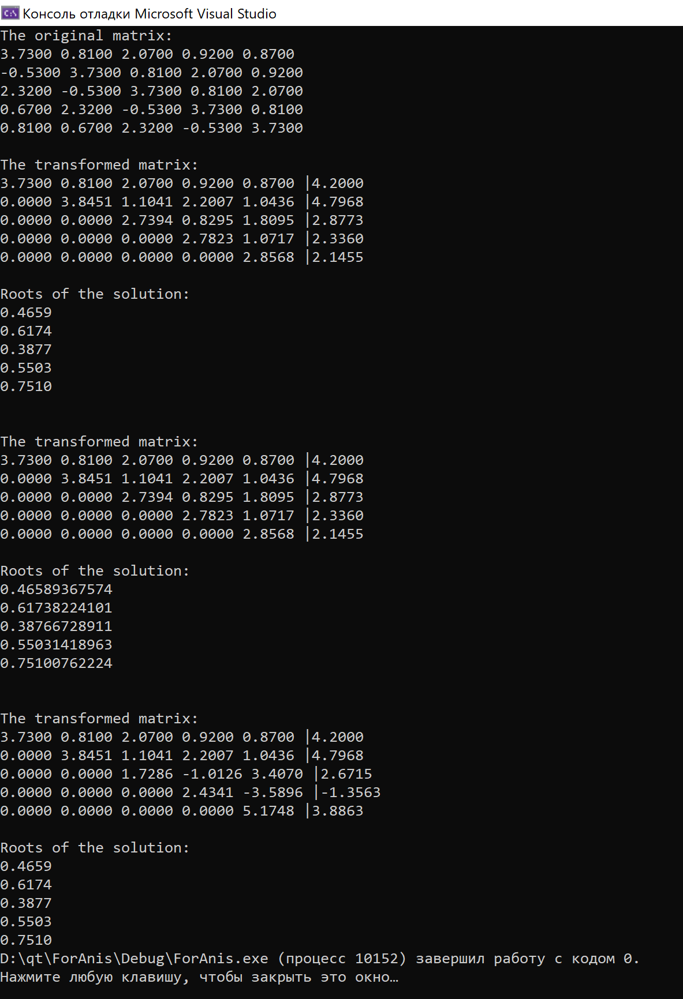 Консоль отладки Microsoft Visual Studio
The original matrix:
3.7300 0.8100 2.0700 0.9200 0.8700
-0.5300 3.7300 0.8100 2.0700 0.9200
2.3200 -0.5300 3.7300 0.8100 2.0700
0.6700 2.3200 -0.5300 3.7300 0.8100
0.8100 0.6700 2.3200 -0.5300 3.7300
The transformed matrix:
3.7300 0.8100 2.0700 0.9200 0.8700 |4.2000
0.0000 3.8451 1.1041 2.2007 1.0436 |4.7968
0.0000 0.0000 2.7394 0.8295 1.8095 |2.8773
0.0000 0.0000 0.0000 2.7823 1.0717 |2.3360
0.0000 0.0000 0.0000 0.0000 2.8568 |2.1455
Roots of the solution:
0.4659
0.6174
0.3877
0.5503
0.7510
The transformed matrix:
3.7300 0.8100 2.0700 0.9200 0.8700 |4.2000
0.0000 3.8451 1.1041 2.2007 1.0436 |4.7968
0.0000 0.0000 2.7394 0.8295 1.8095 |2.8773
0.0000 0.0000 0.0000 2.7823 1.0717 |2.3360
0.0000 0.0000 0.0000 0.0000 2.8568 |2.1455
Roots of the solution:
0.46589367574
0.61738224101
0.38766728911
0.55031418963
0.75100762224
The transformed matrix:
3.7300 0.8100 2.0700 0.9200 0.8700 |4.2000
0.0000 3.8451 1.1041 2.2007 1.0436 |4.7968
0.0000 0.0000 1.7286 -1.0126 3.4070 |2.6715
0.0000 0.0000 0.0000 2.4341 -3.5896 |-1.3563
0.0000 0.0000 0.0000 0.0000 5.1748 |3.8863
Roots of the solution:
0.4659
0.6174
0.3877
0.5503
0.7510
D:\qt\ForAnis\Debug\ForAnis.exe (процесс 10152) завершил работу с кодом 0.
Нажмите любую клавишу, чтобы закрыть это окно…